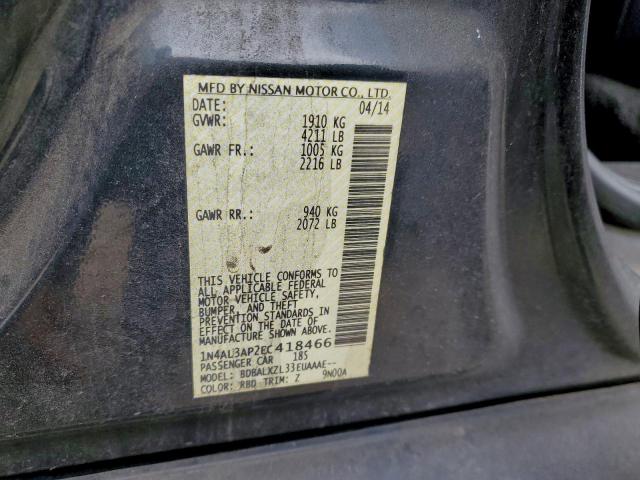 MFD BY NISSAN MOTOR CO., LTD.
DATE: 04/14
GVWR: 1910 KG
4211 LB
GAWR FR: 1005 KG
2216 LB
GAWR RR: 940 KG
2072 LB
THIS VEHICLE CONFORMS TO
ALL APPLICABLE FEDERAL
MOTOR VEHICLE SAFETY,
BUMPER, AND THEFT
PREVENTION STANDARDS IN
EFFECT ON THE DATE OF
MANUFACTURE SHOWN ABOVE.
1N4AL3AP2EC418466
PASSENGER CAR 185
MODEL: BDBALXZL33EUAAAE--
COLOR: RBD TRIM: Z 9N00A